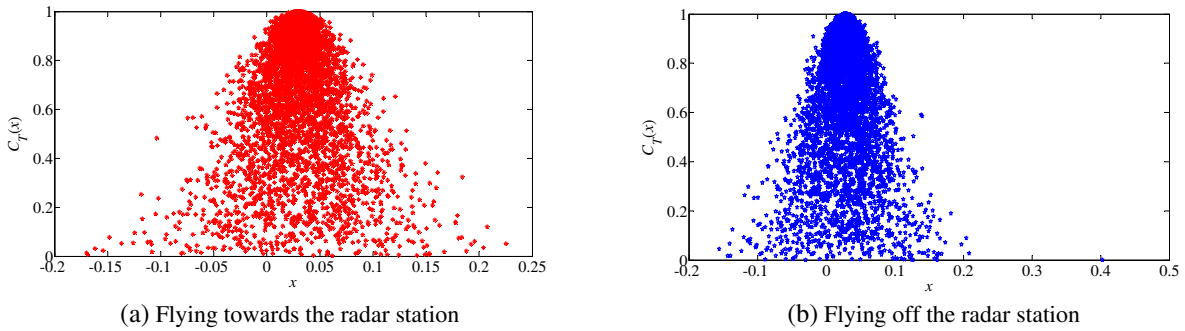 1
0.8
0.6
0.4
0.2
0
C_T(x)
-0.2 -0.15 -0.1 -0.05 0 0.05 0.1 0.15 0.2 0.25
x
(a) Flying towards the radar station
1
0.8
0.6
0.4
0.2
0
C_T(x)
-0.2 -0.1 0 0.1 0.2 0.3 0.4 0.5
x
(b) Flying off the radar station